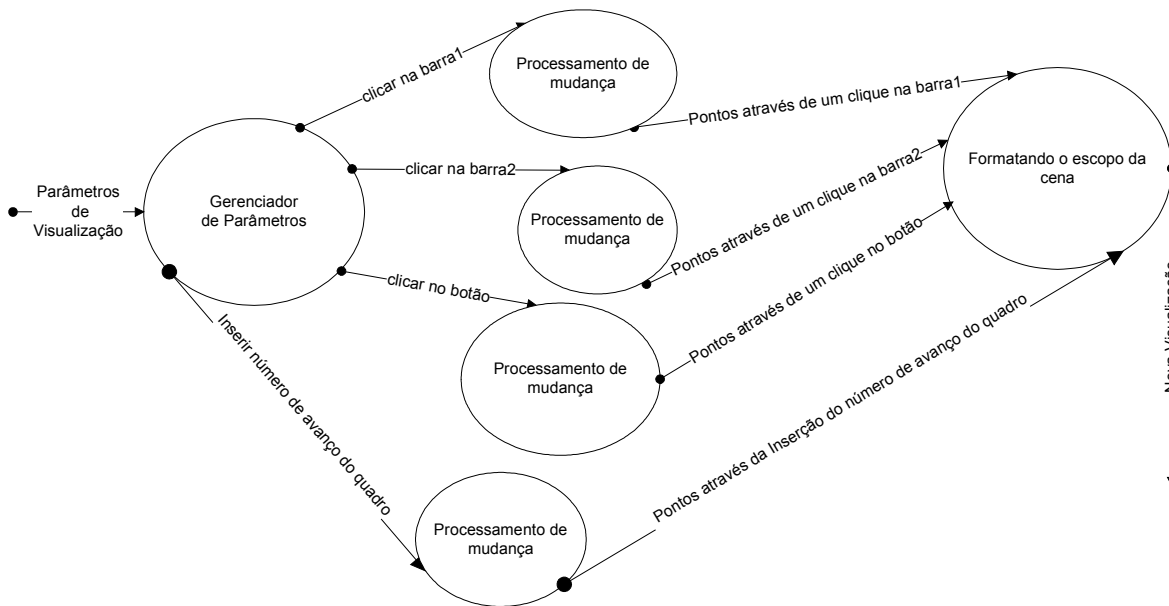 Parâmetros
de
Visualização
Gerenciador
de Parâmetros
clicar na barra1
Processamento de
mudança
Pontos através de um clique na barra1
clicar na barra2
Processamento de
mudança
Pontos através de um clique na barra2
clicar no botão
Processamento de
mudança
Pontos através de um clique no botão
Inserir número de avanço do quadro
Processamento de
mudança
Pontos através da Inserção do número de avanço do quadro
Formatando o escopo da
cena
Visualização